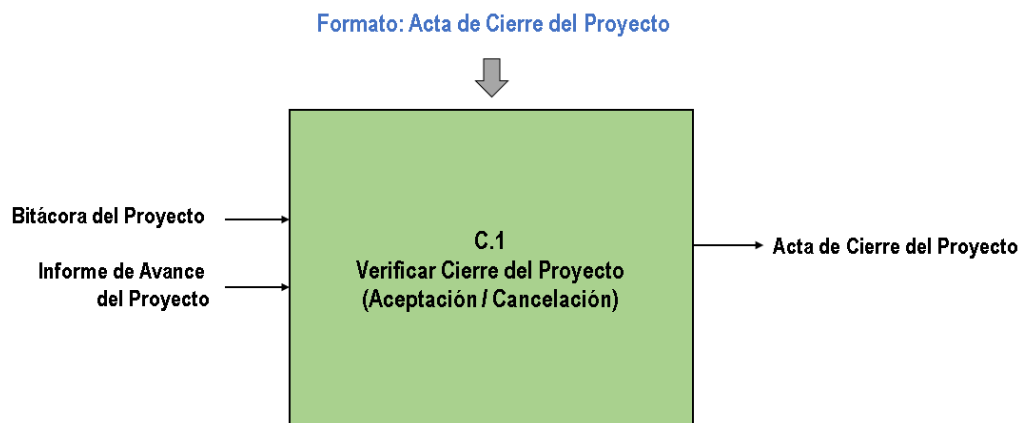 Formato: Acta de Cierre del Proyecto
Bitácora del Proyecto
Informe de Avance
del Proyecto
C.1
Verificar Cierre del Proyecto
(Aceptación / Cancelación)
Acta de Cierre del Proyecto